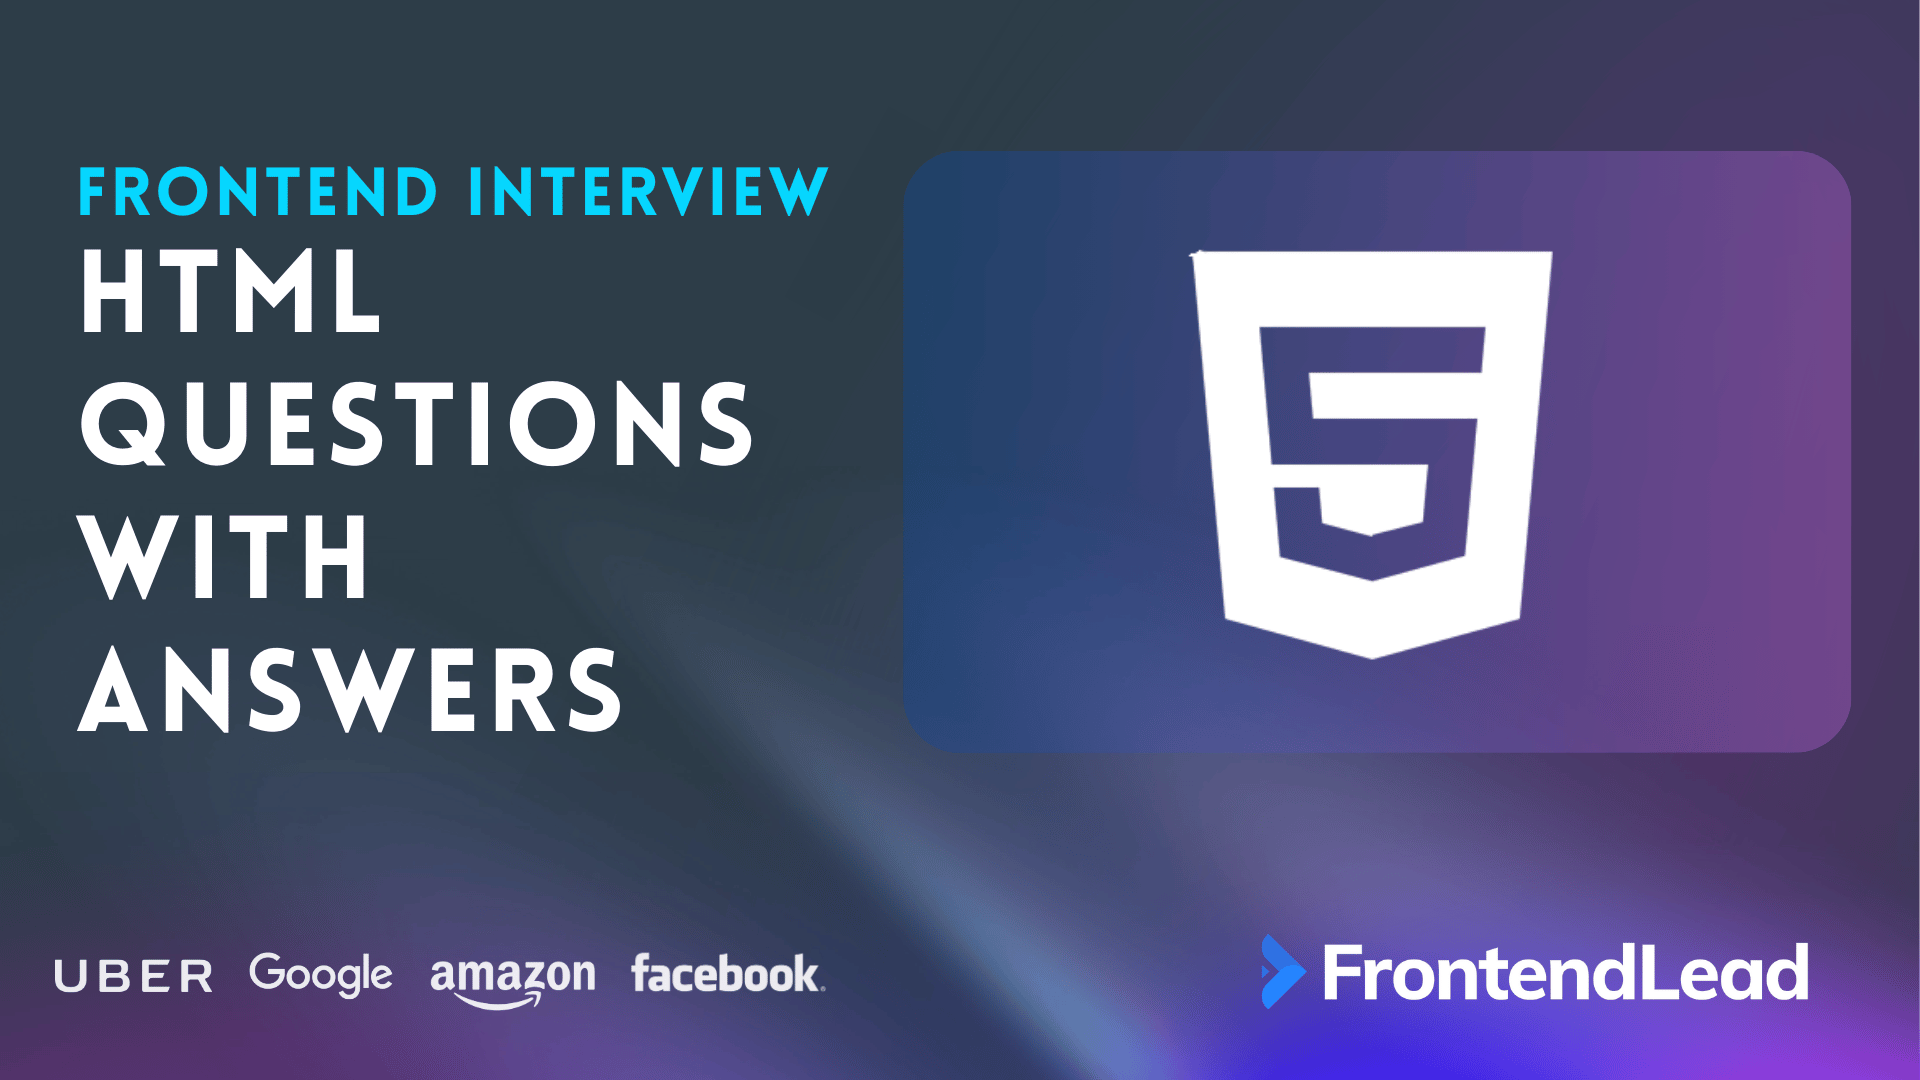 FRONTEND INTERVIEW
HTML
QUESTIONS
WITH
ANSWERS
UBER Google amazon facebook.
FrontendLead